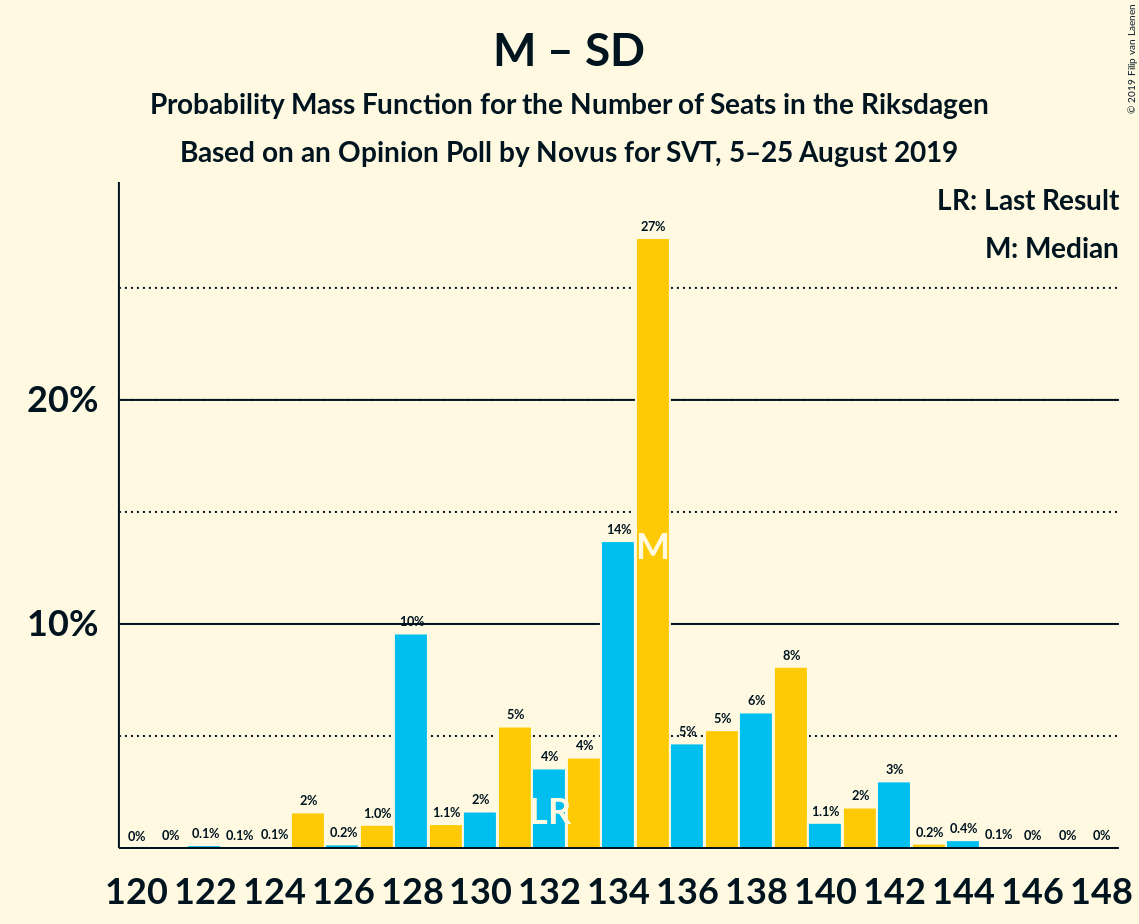 M – SD
Probability Mass Function for the Number of Seats in the Riksdagen
Based on an Opinion Poll by Novus for SVT, 5–25 August 2019
© 2019 Filip van Laenen
LR: Last Result
M: Median
20%
10%
0% 0% 0.1% 0.1% 0.1% 2% 0.2% 1.0% 10% 1.1% 2% 5% 4% 4% 14% 27% 5% 5% 6% 8% 1.1% 2% 3% 0.2% 0.4% 0.1% 0% 0% 0%
M
LR
120 122 124 126 128 130 132 134 136 138 140 142 144 146 148